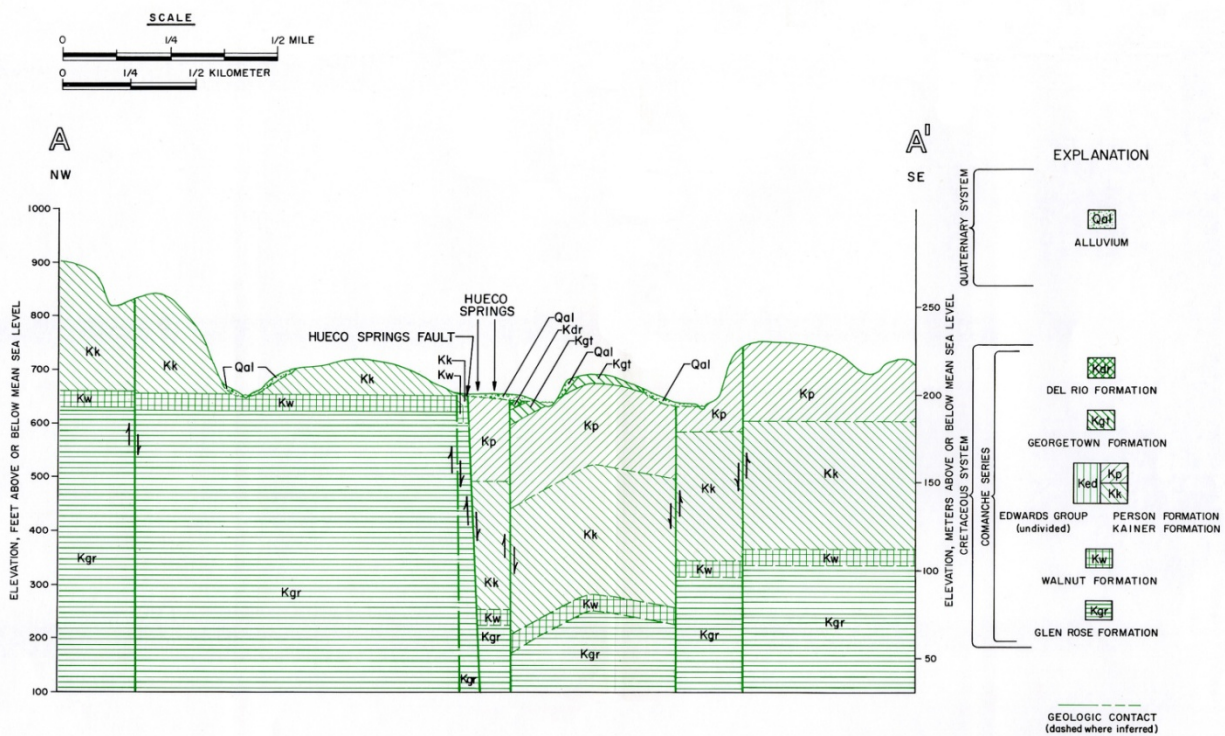 SCALE
0 1/4 1/2 MILE
0 1/4 1/2 KILOMETER
A
NW
A'
SE
EXPLANATION
QUATERNARY SYSTEM
Qal
ALLUVIUM
1000
900
800
700
600
500
400
300
200
100
ELEVATION, FEET ABOVE OR BELOW MEAN SEA LEVEL
HUECO
SPRINGS
HUECO SPRINGS FAULT
Qal
Kdr
Kgt
Qal
Kgt
Qal
Kk
Kw
Kk
Kk
Qal
Kk
Kw
Kw
Kp
Kp
Kp
Kp
Kk
Kk
Kk
Kk
Kw
Kw
Kw
Kw
Kgr
Kgr
Kgr
Kgr
Kgr
Kgr
Kgr
250
200
150
100
50
ELEVATION, METERS ABOVE OR BELOW MEAN SEA LEVEL
CRETACEOUS SYSTEM
COMANCHE SERIES
Kdr
DEL RIO FORMATION
Kgt
GEORGETOWN FORMATION
Ked Kp
Kk
EDWARDS GROUP PERSON FORMATION
(undivided) KAINER FORMATION
Kw
WALNUT FORMATION
Kgr
GLEN ROSE FORMATION
GEOLOGIC CONTACT
(dashed where inferred)